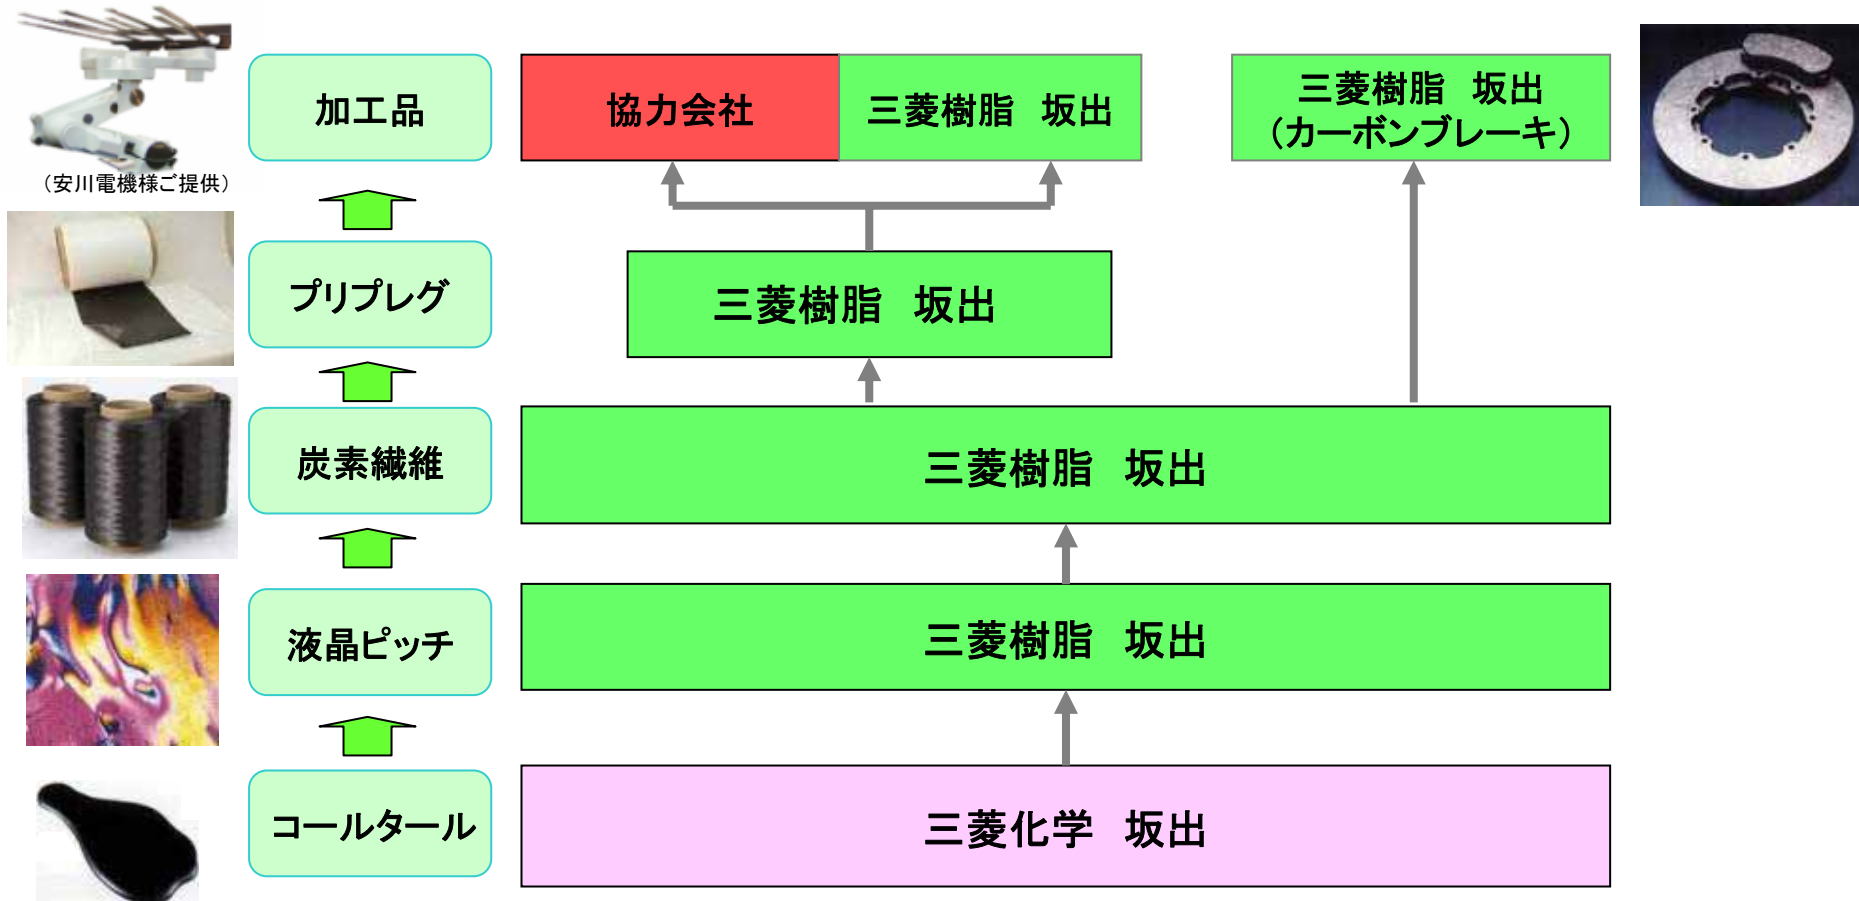 加工品
協力会社
三菱樹脂　坂出
三菱樹脂　坂出
（カーボンブレーキ）
（安川電機様ご提供）
プリプレグ
三菱樹脂　坂出
炭素繊維
三菱樹脂　坂出
液晶ピッチ
三菱樹脂　坂出
コールタール
三菱化学　坂出